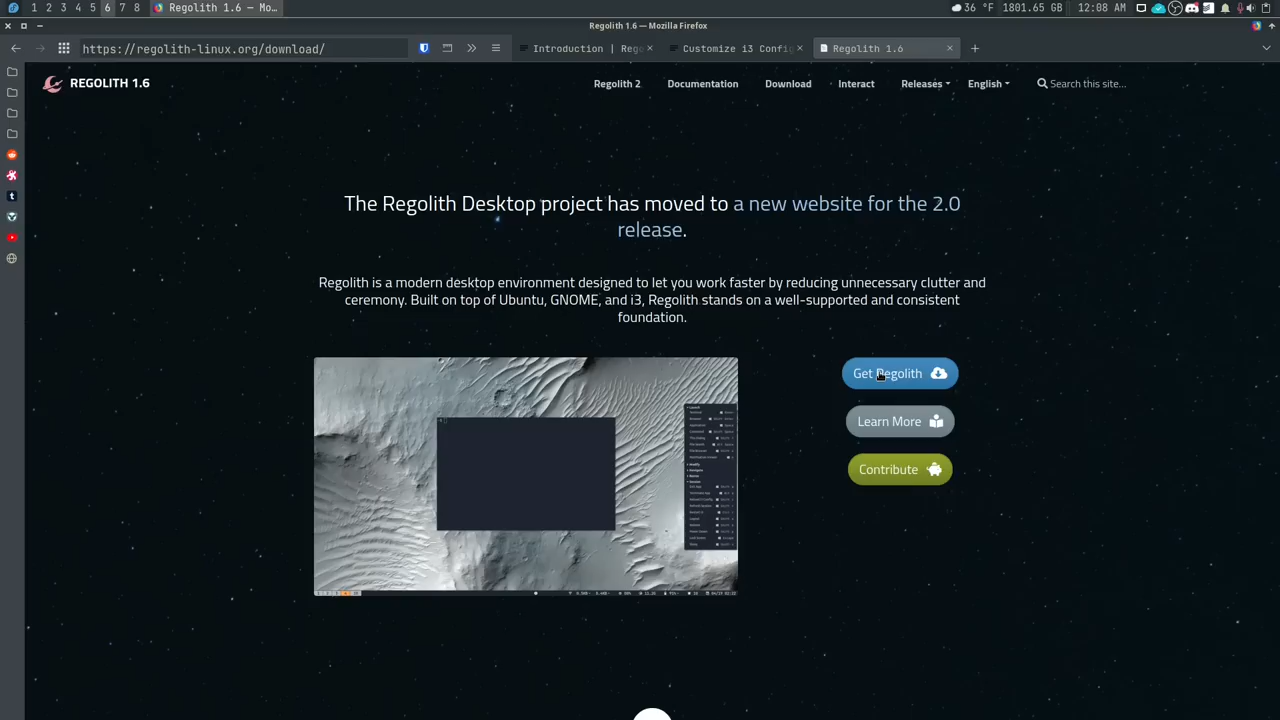 1 2 3 4 5 6 7 8 Regolith 1.6 — Mo… 36 °F 1801.65 GB 12:08 AM
Regolith 1.6 — Mozilla Firefox
https://regolith-linux.org/download/ Introduction | Rego Customize i3 Config Regolith 1.6
REGOLITH 1.6 Regolith 2 Documentation Download Interact Releases English Search this site…
The Regolith Desktop project has moved to a new website for the 2.0
release.
Regolith is a modern desktop environment designed to let you work faster by reducing unnecessary clutter and
ceremony. Built on top of Ubuntu, GNOME, and i3, Regolith stands on a well-supported and consistent
foundation.
Get Regolith
Learn More
Contribute